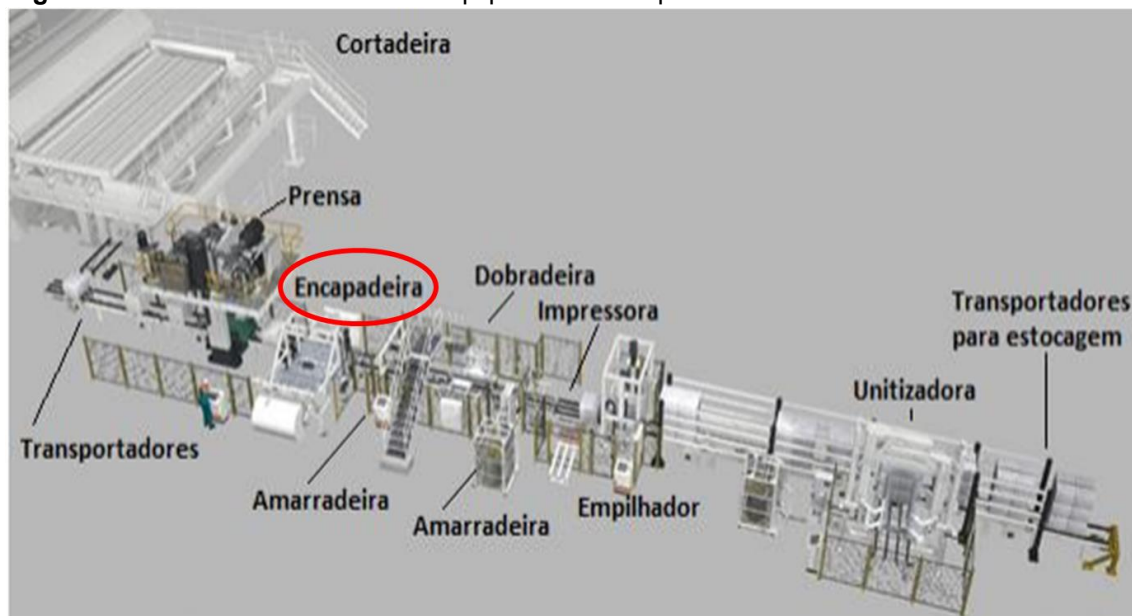 Cortadeira
Prensa
Encapadeira
Dobradeira
Impressora
Transportadores
para estocagem
Unitizadora
Transportadores
Amarradeira
Amarradeira
Empilhador